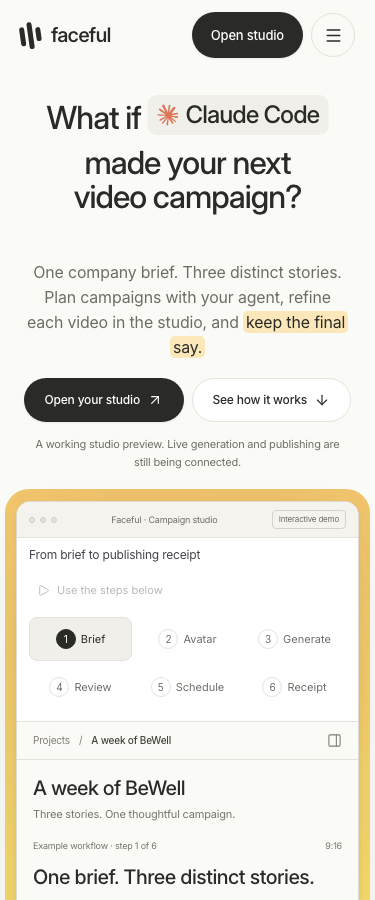 faceful
Open studio
What if Claude Code
made your next
video campaign?
One company brief. Three distinct stories.
Plan campaigns with your agent, refine
each video in the studio, and keep the final
say.
Open your studio
See how it works
A working studio preview. Live generation and publishing are
still being connected.
Faceful · Campaign studio
Interactive demo
From brief to publishing receipt
Use the steps below
1 Brief
2 Avatar
3 Generate
4 Review
5 Schedule
6 Receipt
Projects / A week of BeWell
A week of BeWell
Three stories. One thoughtful campaign.
Example workflow · step 1 of 6
9:16
One brief. Three distinct stories.